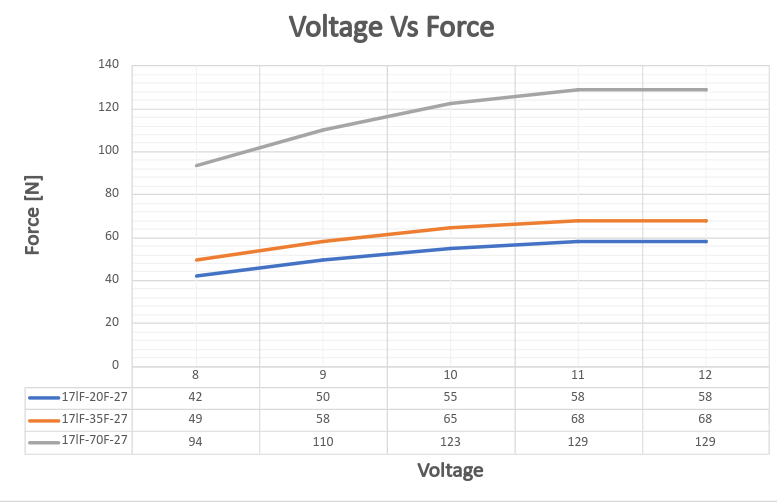 Voltage Vs Force
140
120
100
80
60
40
20
0
Force [N]
8 9 10 11 12
17lF-20F-27 42 50 55 58 58
17lF-35F-27 49 58 65 68 68
17lF-70F-27 94 110 123 129 129
Voltage